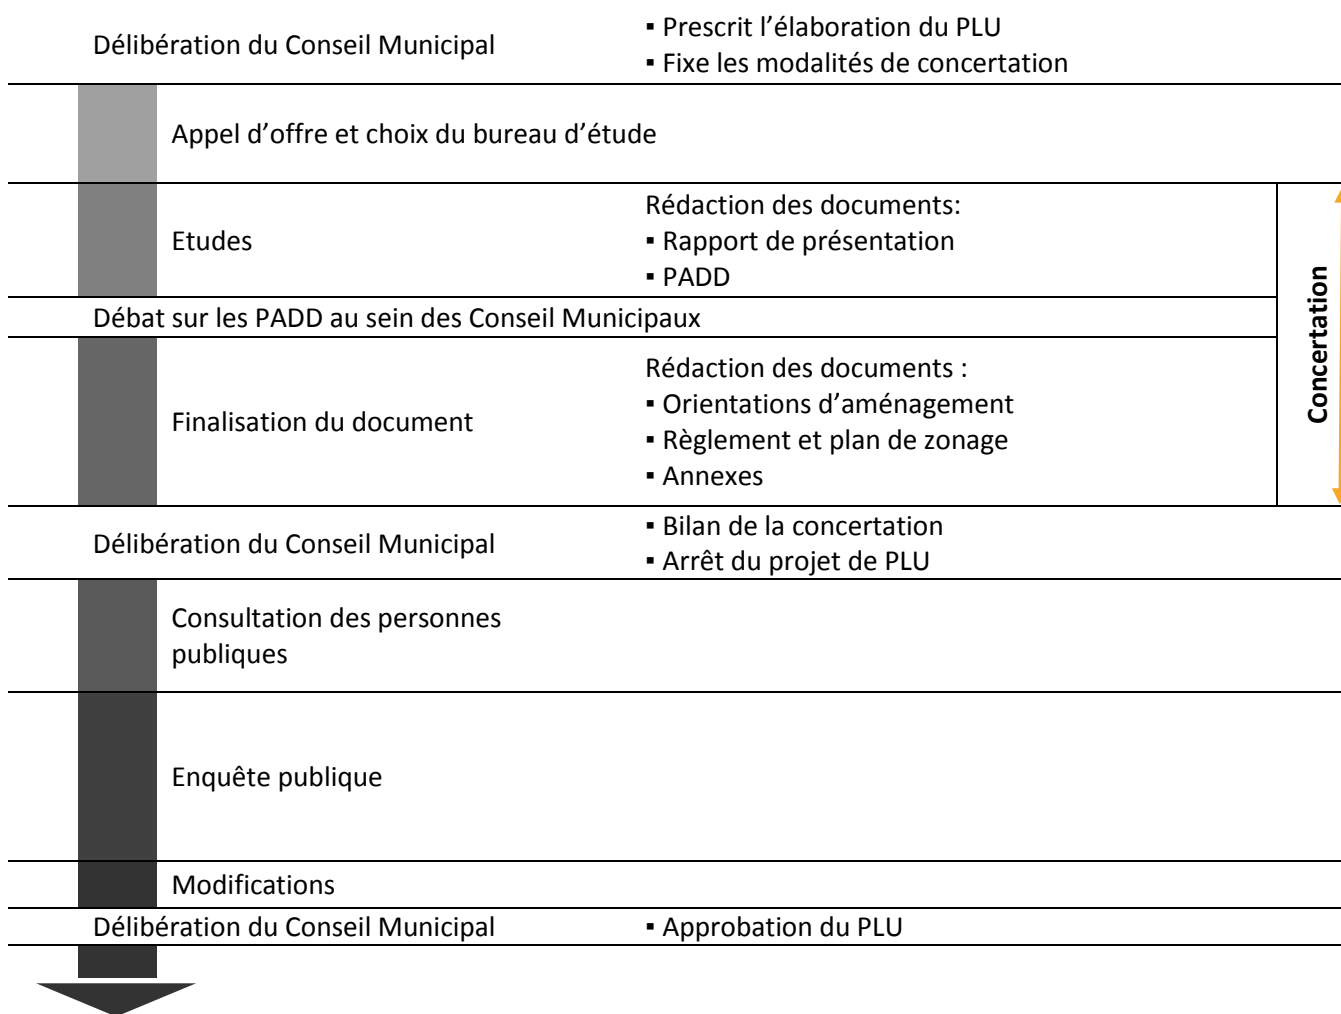 Délibération du Conseil Municipal
▪ Prescrit l’élaboration du PLU
▪ Fixe les modalités de concertation
Appel d’offre et choix du bureau d’étude
Etudes
Rédaction des documents:
▪ Rapport de présentation
▪ PADD
Débat sur les PADD au sein des Conseil Municipaux
Finalisation du document
Rédaction des documents :
▪ Orientations d’aménagement
▪ Règlement et plan de zonage
▪ Annexes
Concertation
Délibération du Conseil Municipal
▪ Bilan de la concertation
▪ Arrêt du projet de PLU
Consultation des personnes
publiques
Enquête publique
Modifications
Délibération du Conseil Municipal
▪ Approbation du PLU